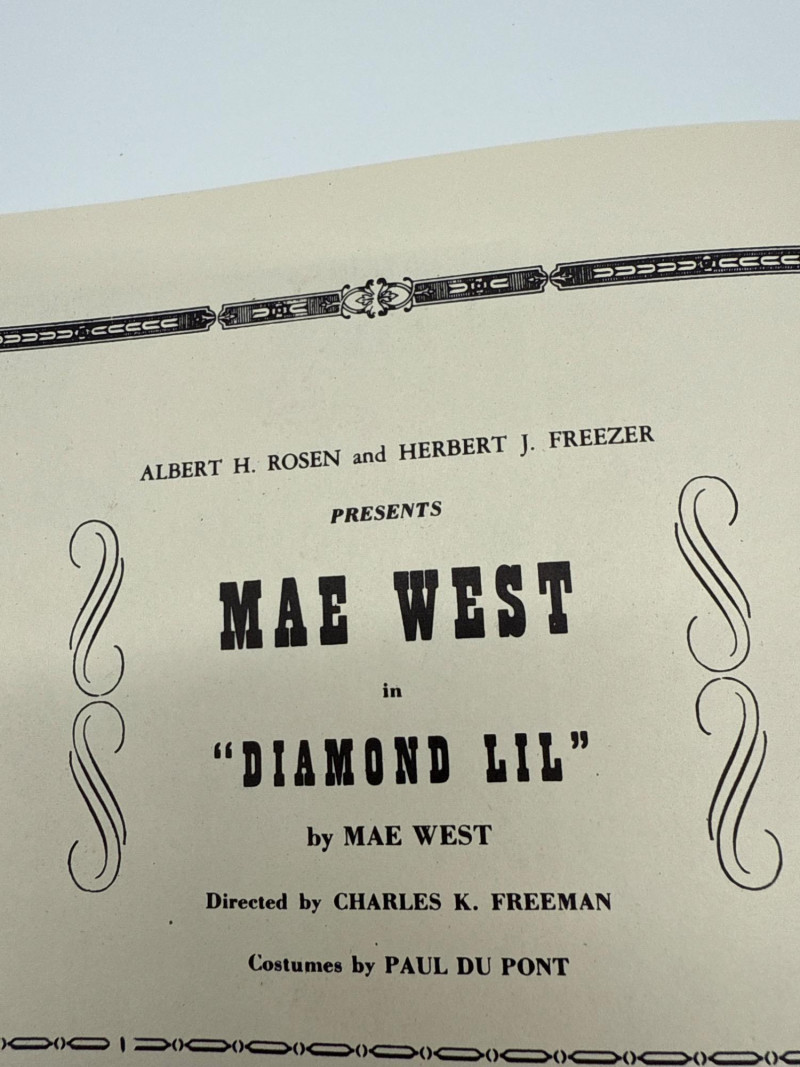 ALBERT H. ROSEN and HERBERT J. FREEZER
PRESENTS
MAE WEST
in
“DIAMOND LIL”
by MAE WEST
Directed by CHARLES K. FREEMAN
Costumes by PAUL DU PONT